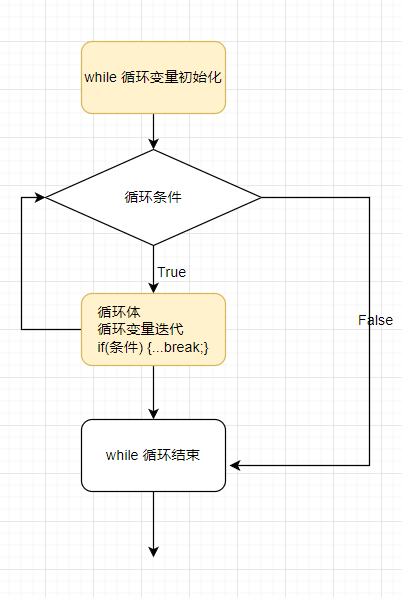 while 循环变量初始化
循环条件
True
循环体
循环变量迭代
if(条件) {...break;}
False
while 循环结束